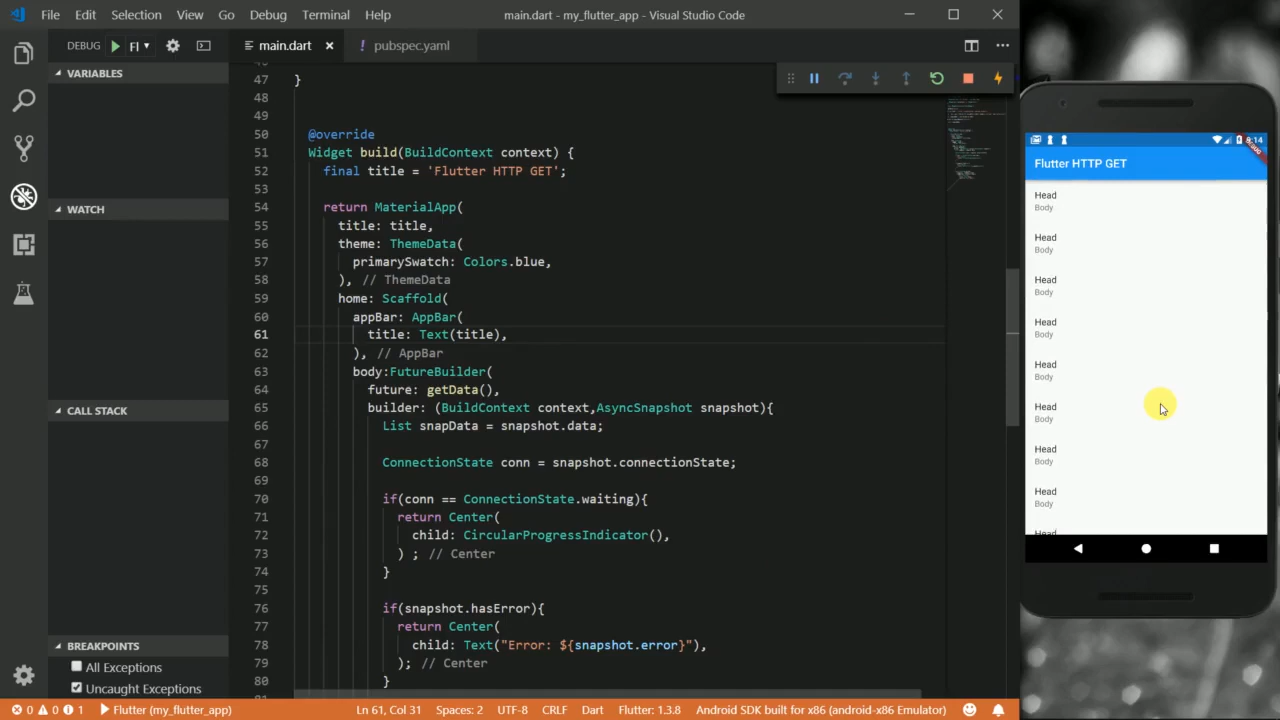 File Edit Selection View Go Debug Terminal Help
main.dart • my_flutter_app - Visual Studio Code
DEBUG Fl
main.dart
! pubspec.yaml
VARIABLES
WATCH
CALL STACK
BREAKPOINTS
All Exceptions
Uncaught Exceptions
47 }
48
49
50 @override
51 Widget build(BuildContext context) {
52 final title = 'Flutter HTTP GET';
53
54 return MaterialApp(
55 title: title,
56 theme: ThemeData(
57 primarySwatch: Colors.blue,
58 ), // ThemeData
59 home: Scaffold(
60 appBar: AppBar(
61 title: Text(title),
62 ), // AppBar
63 body:FutureBuilder(
64 future: getData(),
65 builder: (BuildContext context,AsyncSnapshot snapshot){
66 List snapData = snapshot.data;
67
68 ConnectionState conn = snapshot.connectionState;
69
70 if(conn == ConnectionState.waiting){
71 return Center(
72 child: CircularProgressIndicator(),
73 ) ; // Center
74 }
75
76 if(snapshot.hasError){
77 return Center(
78 child: Text("Error: ${snapshot.error}"),
79 ); // Center
80 }
0 0 1 Flutter (my_flutter_app) Ln 61, Col 31 Spaces: 2 UTF-8 CRLF Dart Flutter: 1.3.8 Android SDK built for x86 (android-x86 Emulator)
:14
Flutter HTTP GET
Head
Body
Head
Body
Head
Body
Head
Body
Head
Body
Head
Body
Head
Body
Head
Body
Head